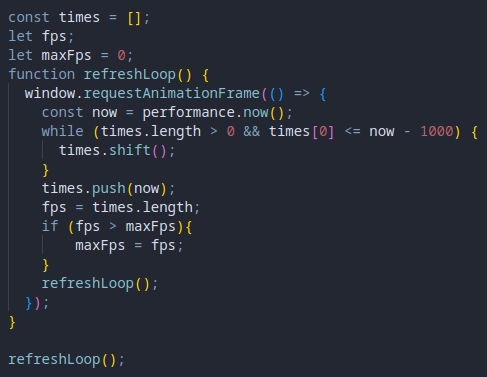 const times = [];
let fps;
let maxFps = 0;
function refreshLoop() {
  window.requestAnimationFrame(() => {
    const now = performance.now();
    while (times.length > 0 && times[0] <= now - 1000) {
      times.shift();
    }
    times.push(now);
    fps = times.length;
    if (fps > maxFps){
        maxFps = fps;
    }
    refreshLoop();
  });
}

refreshLoop();